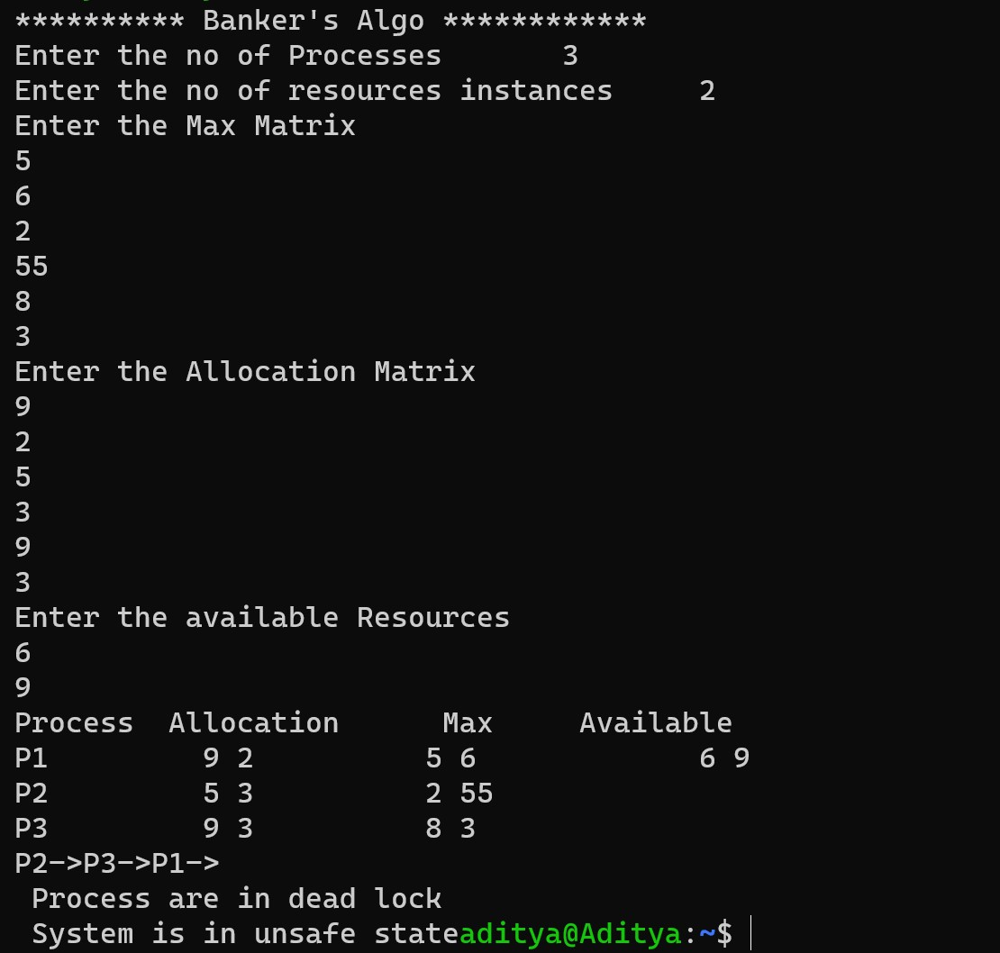 ********** Banker's Algo ************
Enter the no of Processes       3
Enter the no of resources instances     2
Enter the Max Matrix
5
6
2
55
8
3
Enter the Allocation Matrix
9
2
5
3
9
3
Enter the available Resources
6
9
Process  Allocation      Max     Available
P1         9 2          5 6             6 9
P2         5 3          2 55
P3         9 3          8 3
P2->P3->P1->
 Process are in dead lock
 System is in unsafe stateaditya@Aditya:~$